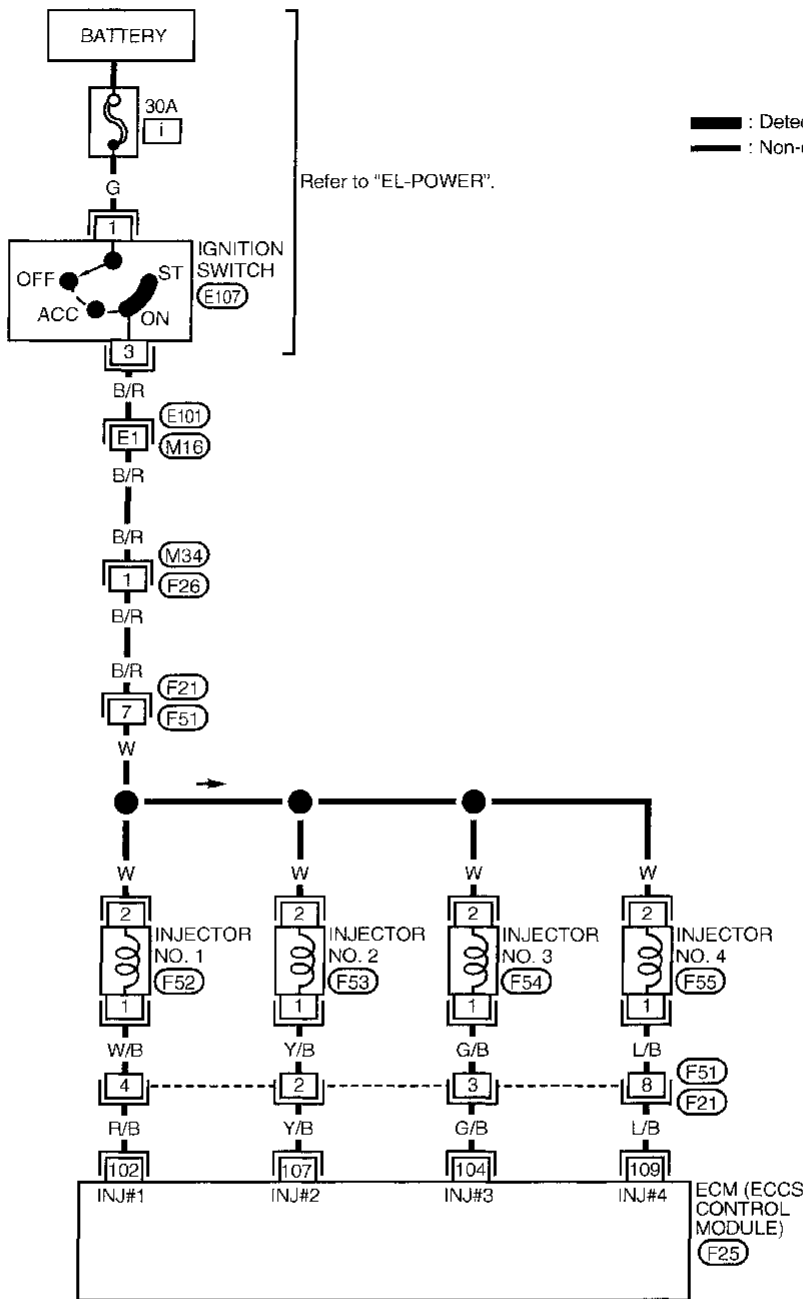 BATTERY
30A
i
: Detec
: Non-d
G
Refer to "EL-POWER".
1
IGNITION
SWITCH
E107
OFF
ST
ACC
ON
3
B/R
E101
E1
M16
B/R
B/R
M34
1
F26
B/R
B/R
F21
7
F51
W
W W W W
2 2 2 2
INJECTOR
NO. 1
F52
INJECTOR
NO. 2
F53
INJECTOR
NO. 3
F54
INJECTOR
NO. 4
F55
1 1 1 1
W/B Y/B G/B L/B
4 2 3 8
F51
F21
R/B Y/B G/B L/B
102 107 104 109
INJ#1 INJ#2 INJ#3 INJ#4
ECM (ECCS
CONTROL
MODULE)
F25